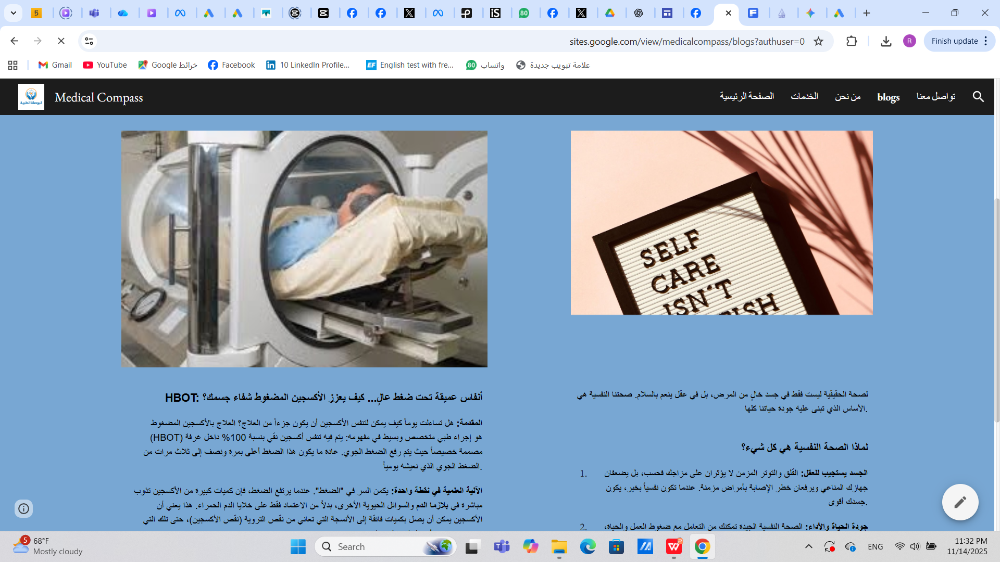 5
80
sites.google.com/view/medicalcompass/blogs?authuser=0
R
Finish update
Gmail
YouTube
خرائط Google
Facebook
10 LinkedIn Profile...
English test with fre...
80
واتساب
علامة تبويب جديدة
البوصلة الطبية
Medical Compass
الصفحة الرئيسية
الخدمات
من نحن
blogs
تواصل معنا
SELF
CARE
ISN'T
ISH
أنفاس عميقة تحت ضغط عالٍ... كيف يعزز الأكسجين المضغوط شفاء جسمك؟ :HBOT
المقدمة: هل تساءلت يوماً كيف يمكن لتنفس الأكسجين أن يكون جزءاً من العلاج؟ العلاج بالأكسجين المضغوط
هو إجراء طبي متخصص وبسيط في مفهومه: يتم فيه تنفس أكسجين نقي بنسبة 100% داخل غرفة (HBOT)
مصممة خصيصاً حيث يتم رفع الضغط الجوي. عادة ما يكون هذا الضغط أعلى بمرة ونصف إلى ثلاث مرات من
.الضغط الجوي الذي نعيشه يومياً
الآلية العلمية في نقطة واحدة: يكمن السر في "الضغط". عندما يرتفع الضغط، فإن كميات كبيرة من الأكسجين تذوب
مباشرة في بلازما الدم والسوائل الحيوية الأخرى، بدلاً من الاعتماد فقط على خلايا الدم الحمراء. هذا يعني أن
الأكسجين يمكن أن يصل بكميات فائقة إلى الأنسجة التي تعاني من نقص التروية (نقص الأكسجين)، حتى تلك التي
لصحة الحقيقية ليست فقط في جسد خالٍ من المرض، بل في عقل ينعم بالسلام. صحتنا النفسية هي
.الأساس الذي تبنى عليه جودة حياتنا كلها
لماذا الصحة النفسية هي كل شيء؟
1. الجسد يستجيب للعقل: القلق والتوتر المزمن لا يؤثران على مزاجك فحسب، بل يضعفان
جهازك المناعي ويرفعان خطر الإصابة بأمراض مزمنة. عندما تكون نفسياً بخير، يكون
.جسدك أقوى
2. جودة الحياة والأداء: الصحة النفسية الجيدة تمكنك من التعامل مع ضغوط العمل والحياة،
5
68°F
Mostly cloudy
Search
ENG
11:32 PM
11/14/2025